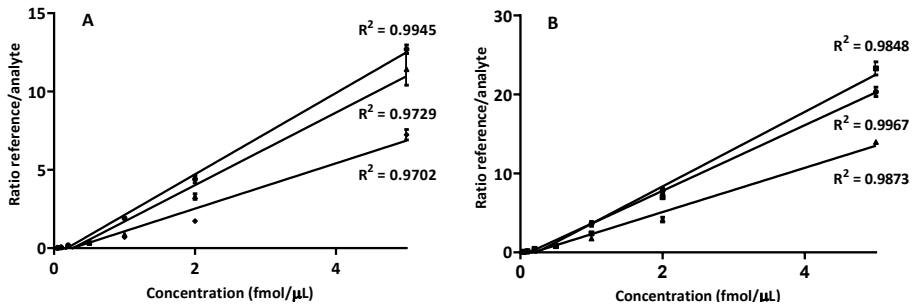 A
15
10
5
0
0
2
4
Ratio reference/analyte
Concentration (fmol/µL)
R² = 0.9945
R² = 0.9729
R² = 0.9702
B
30
20
10
0
0
2
4
Ratio reference/analyte
Concentration (fmol/µL)
R² = 0.9848
R² = 0.9967
R² = 0.9873